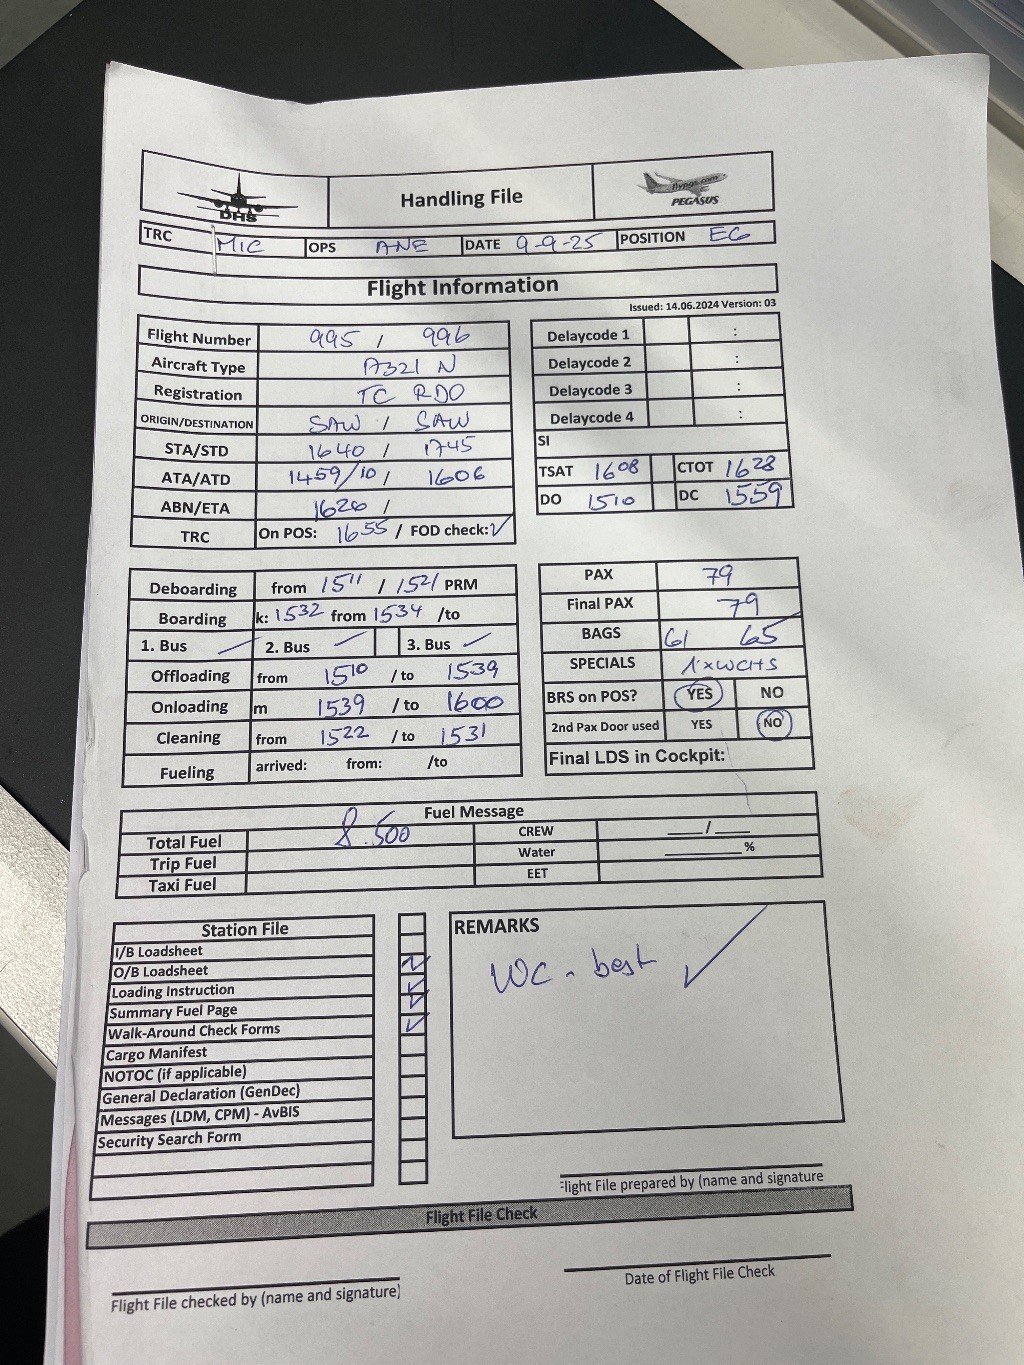 DHS
Handling File
flypgs.com
PEGASUS
TRC MIC OPS ANE DATE 9-9-25 POSITION E6
Flight Information
Issued: 14.06.2024 Version: 03
Flight Number 995 / 996
Aircraft Type A321 N
Registration TC RDO
ORIGIN/DESTINATION SAW / SAW
STA/STD 1640 / 1745
ATA/ATD 1459/10 / 1606
ABN/ETA 1620 /
TRC On POS: 1655 / FOD check: ✓
Delaycode 1 :
Delaycode 2 :
Delaycode 3 :
Delaycode 4 :
SI
TSAT 1608 CTOT 1628
DO 1510 DC 1559
Deboarding from 1511 / 1521 PRM
Boarding k: 1532 from 1534 /to
1. Bus 2. Bus 3. Bus
Offloading from 1510 / to 1539
Onloading m 1539 / to 1600
Cleaning from 1522 / to 1531
Fueling arrived: from: /to
PAX 79
Final PAX 79
BAGS 61 65
SPECIALS 1xWCHS
BRS on POS? YES NO
2nd Pax Door used YES NO
Final LDS in Cockpit:
Fuel Message
Total Fuel 8.500 CREW ___/___
Trip Fuel Water ______%
Taxi Fuel EET
Station File
I/B Loadsheet
O/B Loadsheet
Loading Instruction
Summary Fuel Page
Walk-Around Check Forms
Cargo Manifest
NOTOC (if applicable)
General Declaration (GenDec)
Messages (LDM, CPM) - AvBIS
Security Search Form
REMARKS
WC - best ✓
Flight File prepared by (name and signature
Flight File Check
Flight File checked by (name and signature)
Date of Flight File Check